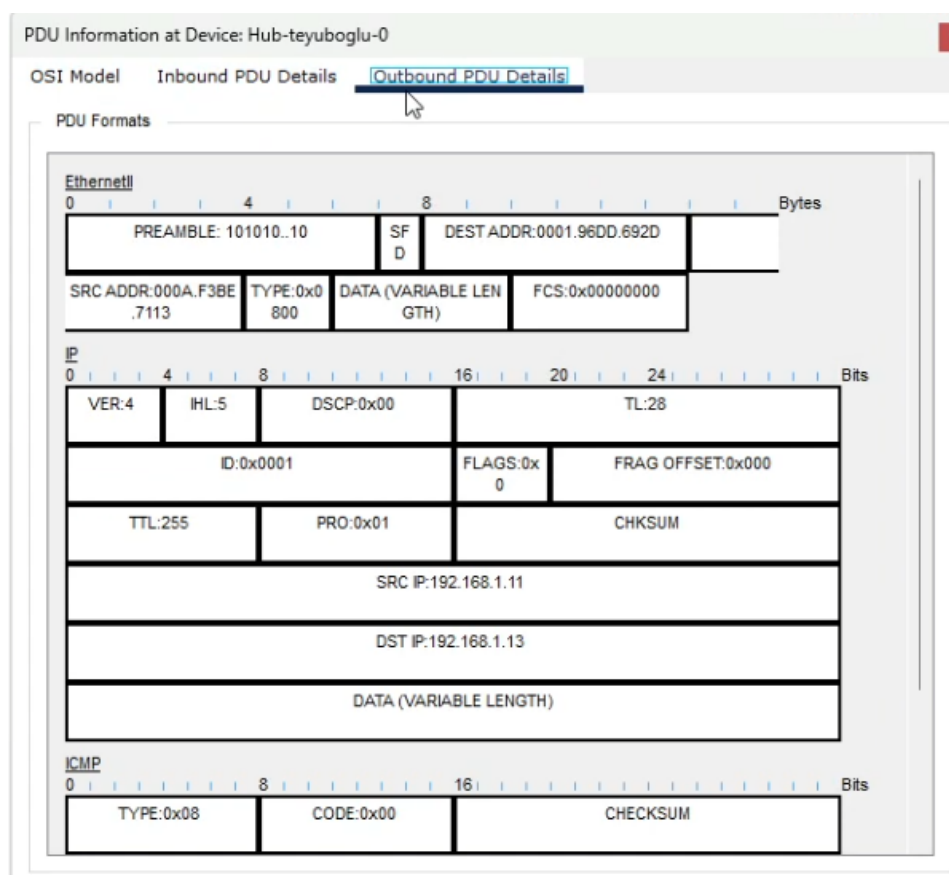 PDU Information at Device: Hub-teyuboglu-0
OSI Model Inbound PDU Details Outbound PDU Details
PDU Formats
EthernetII
0 4 8 Bytes
PREAMBLE: 101010..10 SF DEST ADDR:0001.96DD.692D
D
SRC ADDR:000A.F3BE TYPE:0x0 DATA (VARIABLE LEN FCS:0x00000000
.7113 800 GTH)
IP
0 4 8 16 20 24 Bits
VER:4 IHL:5 DSCP:0x00 TL:28
ID:0x0001 FLAGS:0x FRAG OFFSET:0x000
0
TTL:255 PRO:0x01 CHKSUM
SRC IP:192.168.1.11
DST IP:192.168.1.13
DATA (VARIABLE LENGTH)
ICMP
0 8 16 Bits
TYPE:0x08 CODE:0x00 CHECKSUM